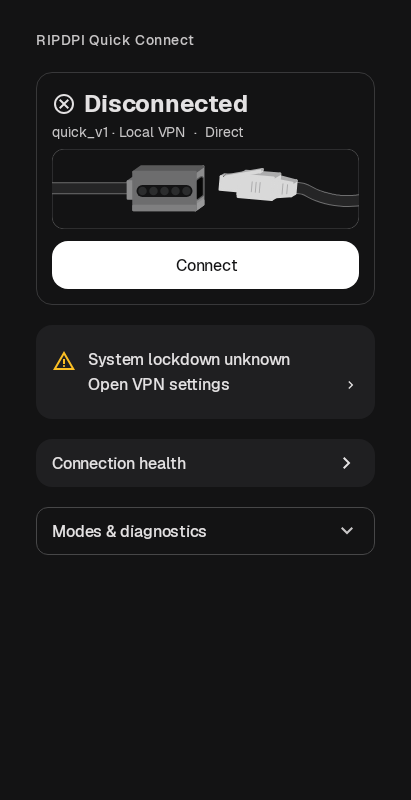 RIPDPI Quick Connect
Disconnected
quick_v1 · Local VPN · Direct
Connect
System lockdown unknown
Open VPN settings
Connection health
Modes & diagnostics